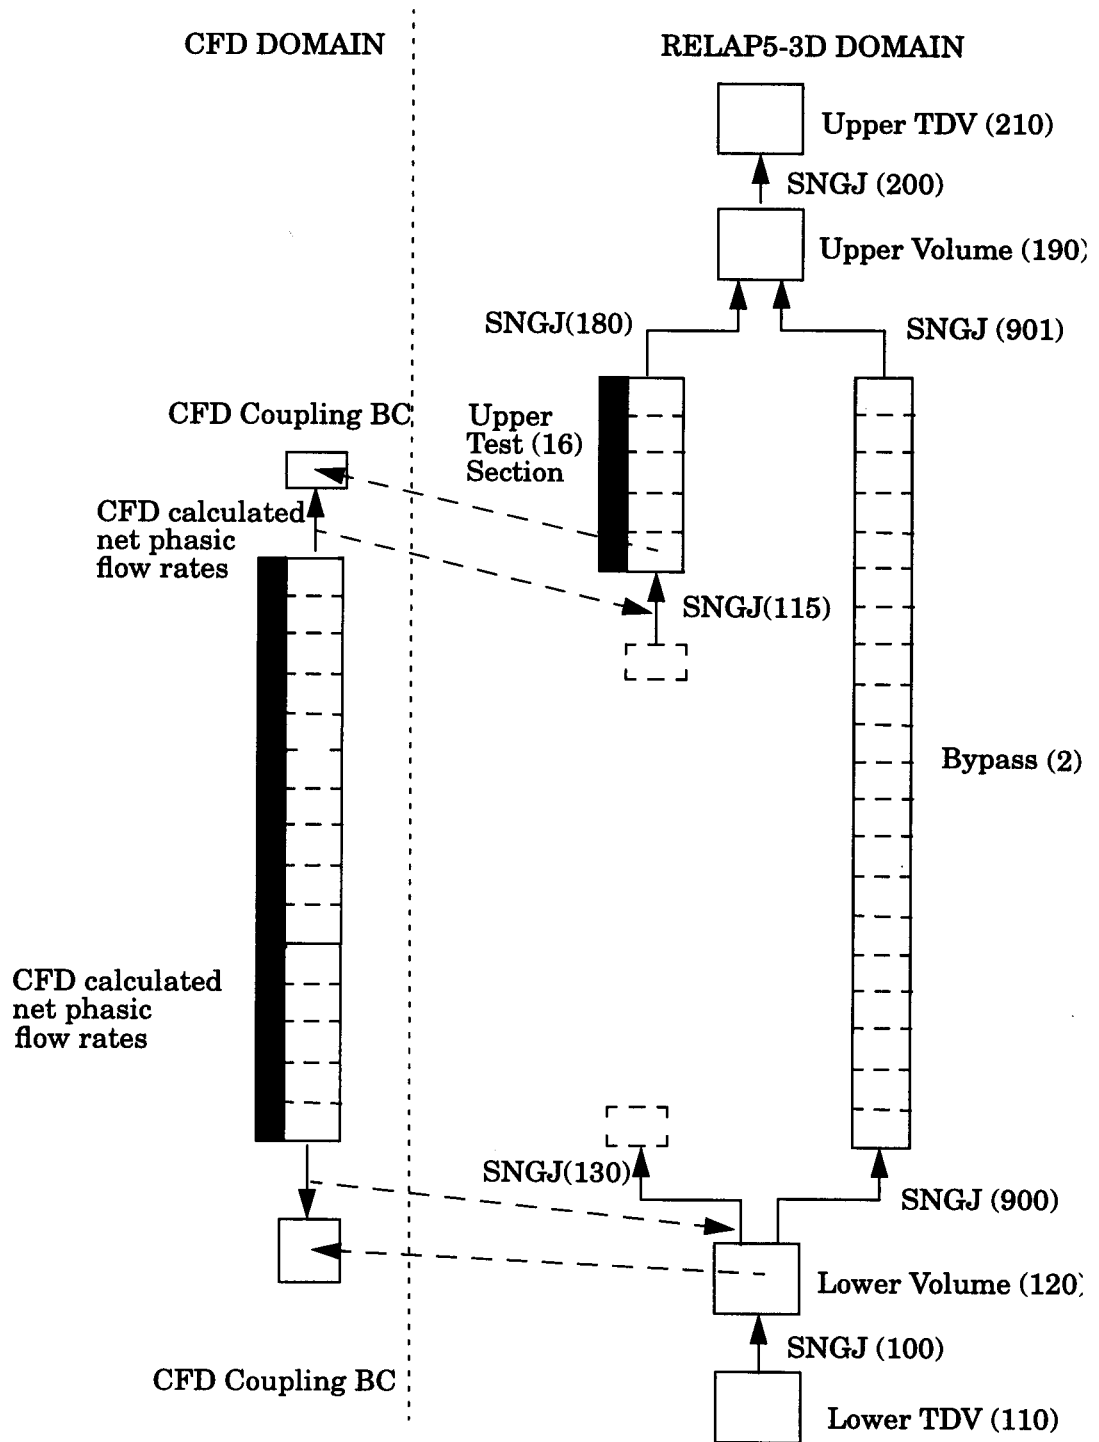 CFD DOMAIN
RELAP5-3D DOMAIN
Upper TDV (210)
SNGJ (200)
Upper Volume (190)
SNGJ(180)
SNGJ (901)
CFD Coupling BC
Upper
Test (16)
Section
CFD calculated
net phasic
flow rates
SNGJ(115)
Bypass (2)
CFD calculated
net phasic
flow rates
SNGJ(130)
SNGJ (900)
Lower Volume (120)
SNGJ (100)
CFD Coupling BC
Lower TDV (110)